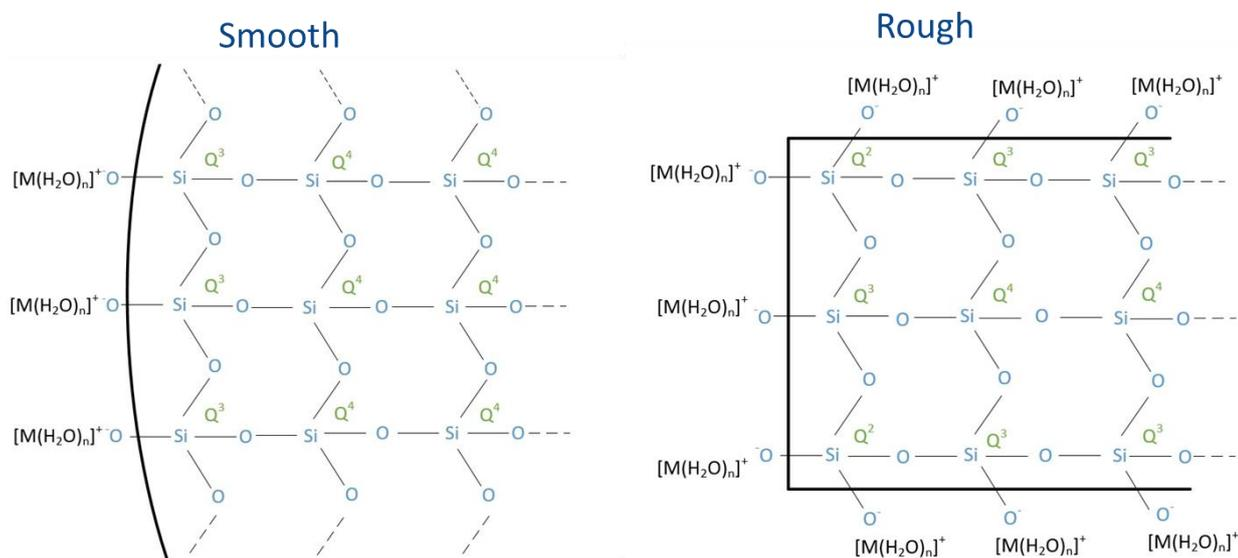 Smooth
O O O
Q³ Q⁴ Q⁴
[M(H₂O)ₙ]⁺ ⁻O Si O Si O Si O
O O O
Q³ Q⁴ Q⁴
[M(H₂O)ₙ]⁺ ⁻O Si O Si O Si O
O O O
Q³ Q⁴ Q⁴
[M(H₂O)ₙ]⁺ ⁻O Si O Si O Si O
O O O
Rough
[M(H₂O)ₙ]⁺ [M(H₂O)ₙ]⁺ [M(H₂O)ₙ]⁺
O⁻ O⁻ O⁻
Q² Q³ Q³
[M(H₂O)ₙ]⁺ ⁻O Si O Si O Si O
O O O
Q³ Q⁴ Q⁴
[M(H₂O)ₙ]⁺ ⁻O Si O Si O Si O
O O O
Q² Q³ Q³
[M(H₂O)ₙ]⁺ ⁻O Si O Si O Si O
O⁻ O⁻ O⁻
[M(H₂O)ₙ]⁺ [M(H₂O)ₙ]⁺ [M(H₂O)ₙ]⁺